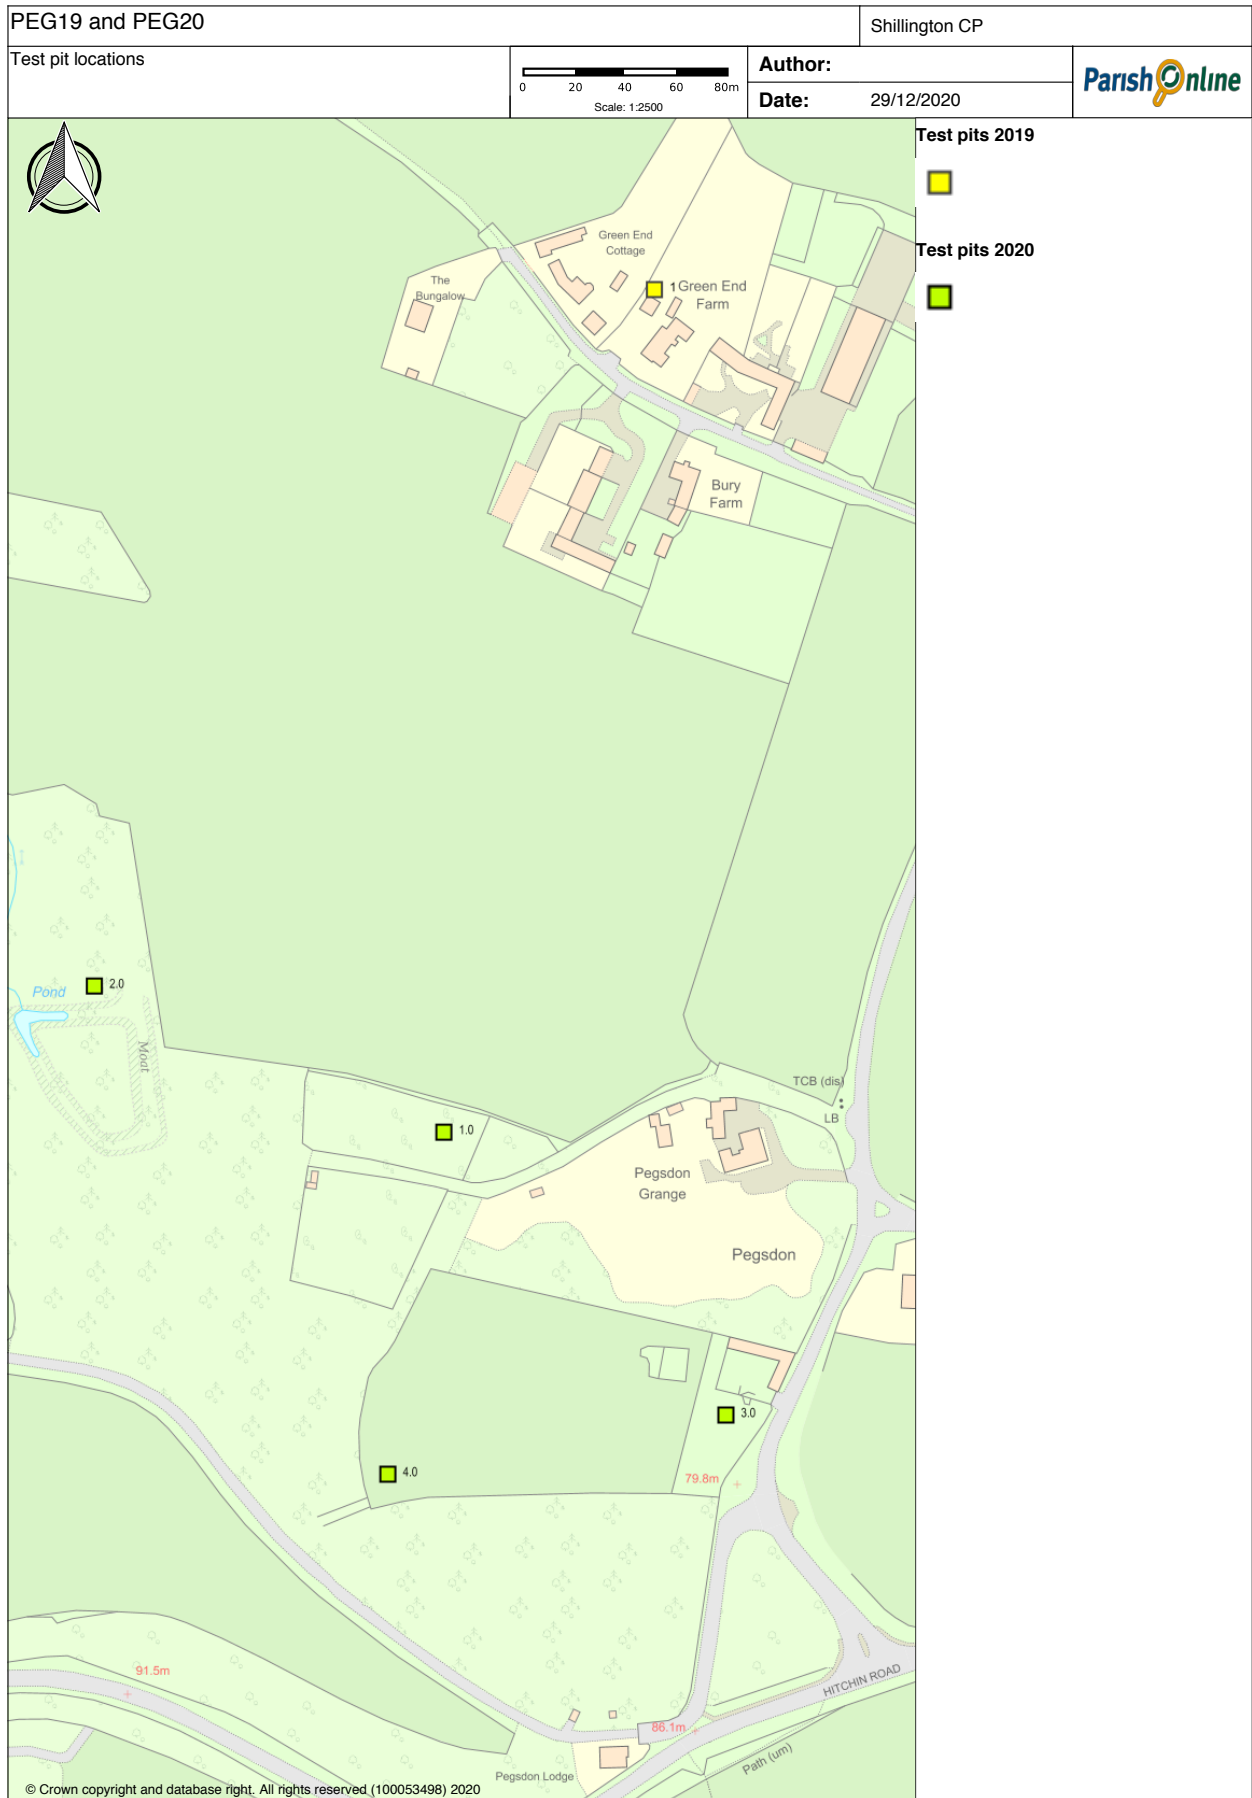 PEG19 and PEG20
Shillington CP
Test pit locations
0 20 40 60 80m
Scale: 1:2500
Author:
Date: 29/12/2020
Parish Online
Test pits 2019
Test pits 2020
Green End
Cottage
The
Bungalow
1 Green End
Farm
Bury
Farm
2.0
Pond
Moat
TCB (dis)
LB
1.0
Pegsdon
Grange
Pegsdon
3.0
4.0
79.8m
91.5m
HITCHIN ROAD
86.1m
Path (um)
Pegsdon Lodge
© Crown copyright and database right. All rights reserved (100053498) 2020